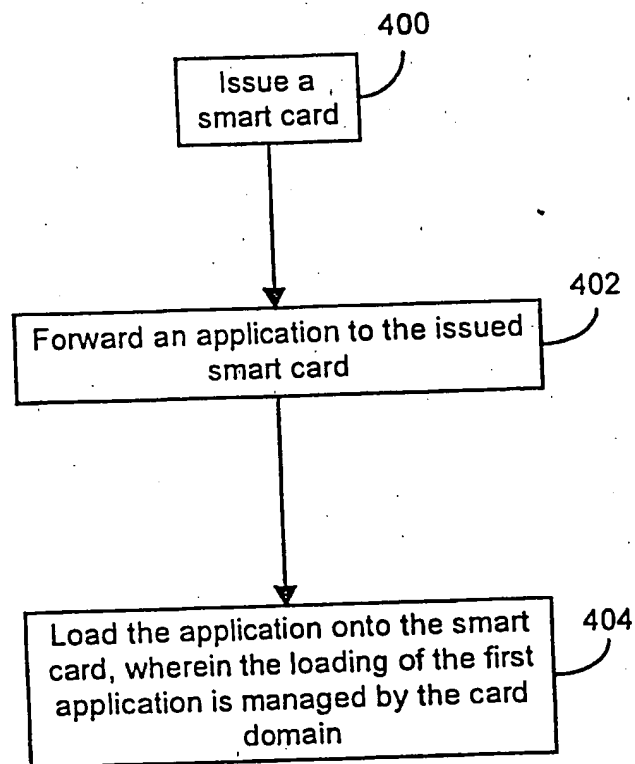 400
Issue a
smart card
402
Forward an application to the issued
smart card
404
Load the application onto the smart
card, wherein the loading of the first
application is managed by the card
domain